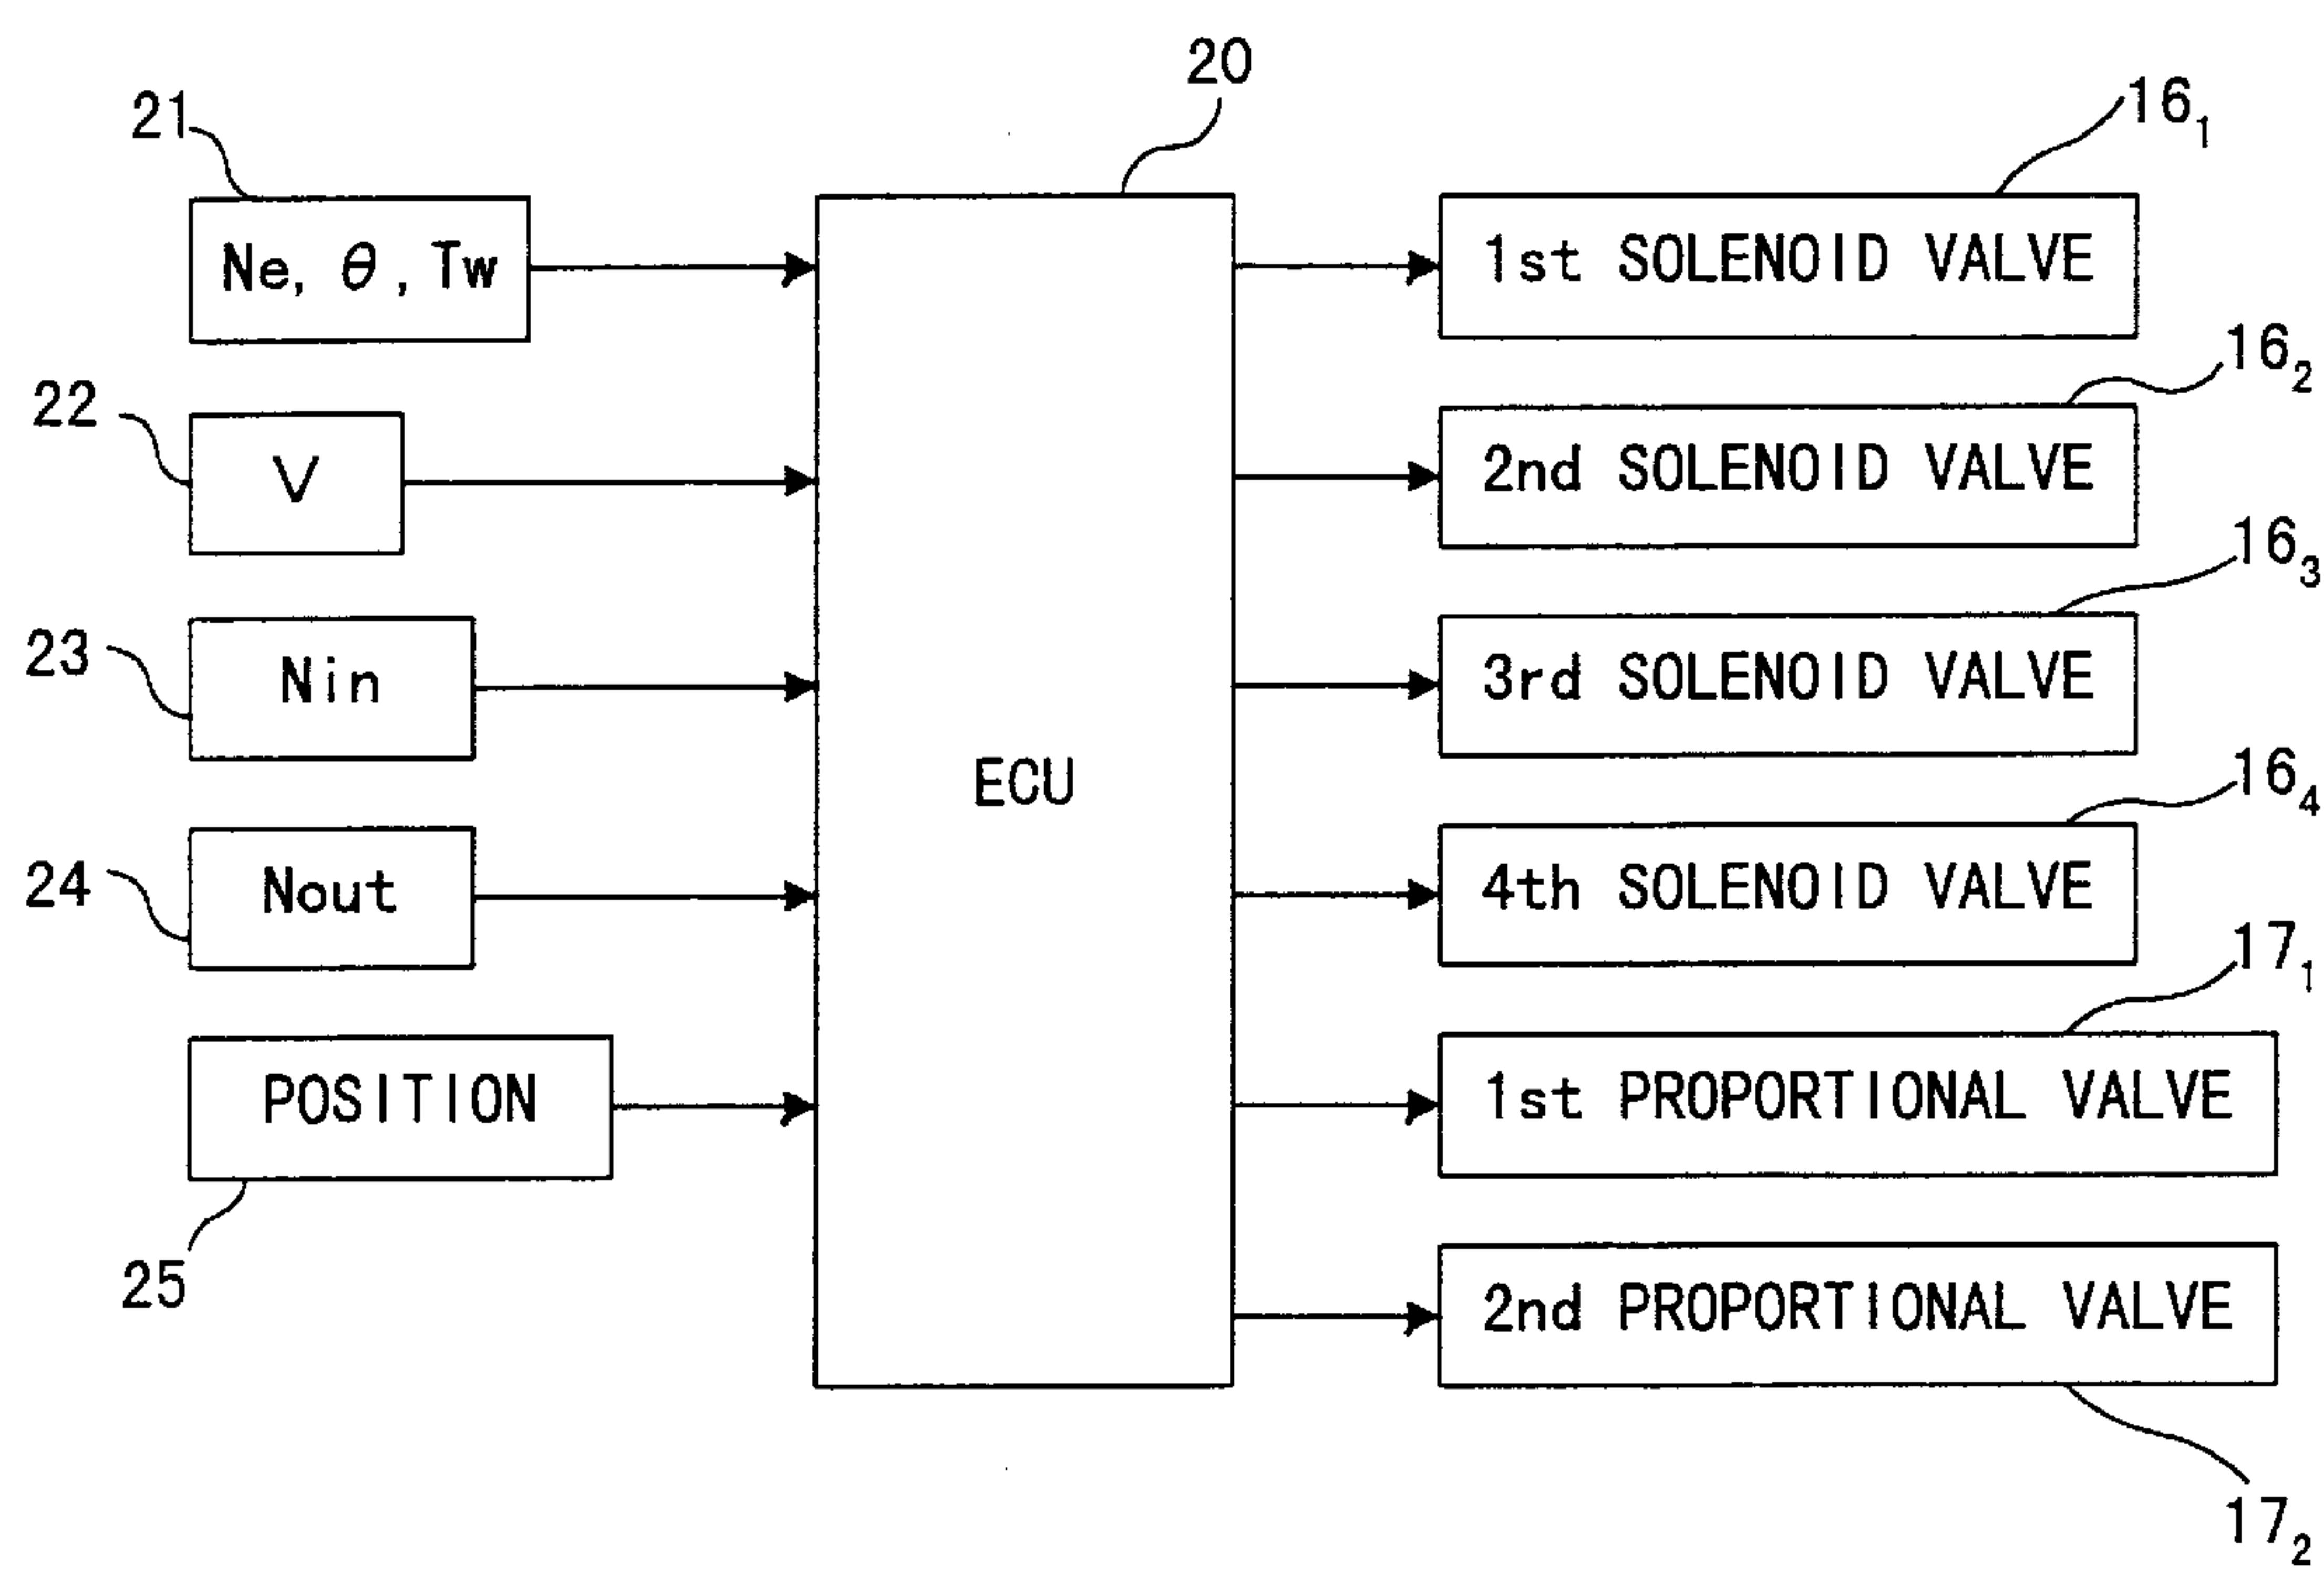 20
21
16₁
Ne, θ, Tw
1st SOLENOID VALVE
16₂
22
V
2nd SOLENOID VALVE
16₃
23
Nin
3rd SOLENOID VALVE
ECU
16₄
24
Nout
4th SOLENOID VALVE
17₁
POSITION
1st PROPORTIONAL VALVE
25
2nd PROPORTIONAL VALVE
17₂